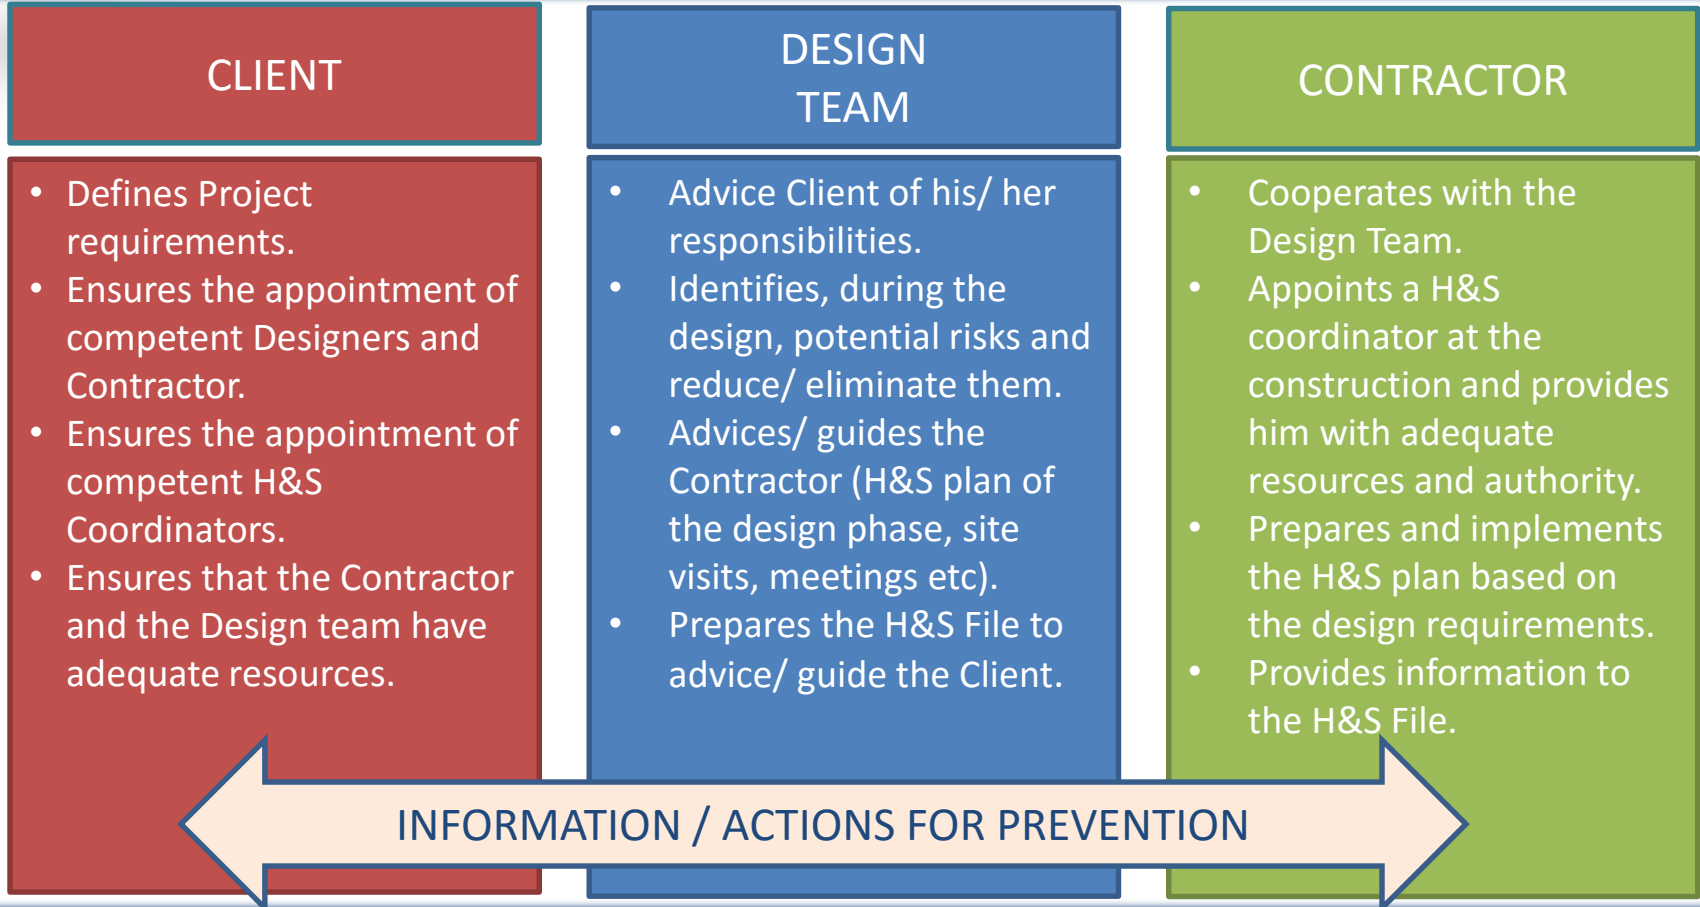 CLIENT
• Defines Project
requirements.
• Ensures the appointment of
competent Designers and
Contractor.
• Ensures the appointment of
competent H&S
Coordinators.
• Ensures that the Contractor
and the Design team have
adequate resources.
DESIGN
TEAM
• Advice Client of his/ her
responsibilities.
• Identifies, during the
design, potential risks and
reduce/ eliminate them.
• Advices/ guides the
Contractor (H&S plan of
the design phase, site
visits, meetings etc).
• Prepares the H&S File to
advice/ guide the Client.
CONTRACTOR
• Cooperates with the
Design Team.
• Appoints a H&S
coordinator at the
construction and provides
him with adequate
resources and authority.
• Prepares and implements
the H&S plan based on
the design requirements.
• Provides information to
the H&S File.
INFORMATION / ACTIONS FOR PREVENTION